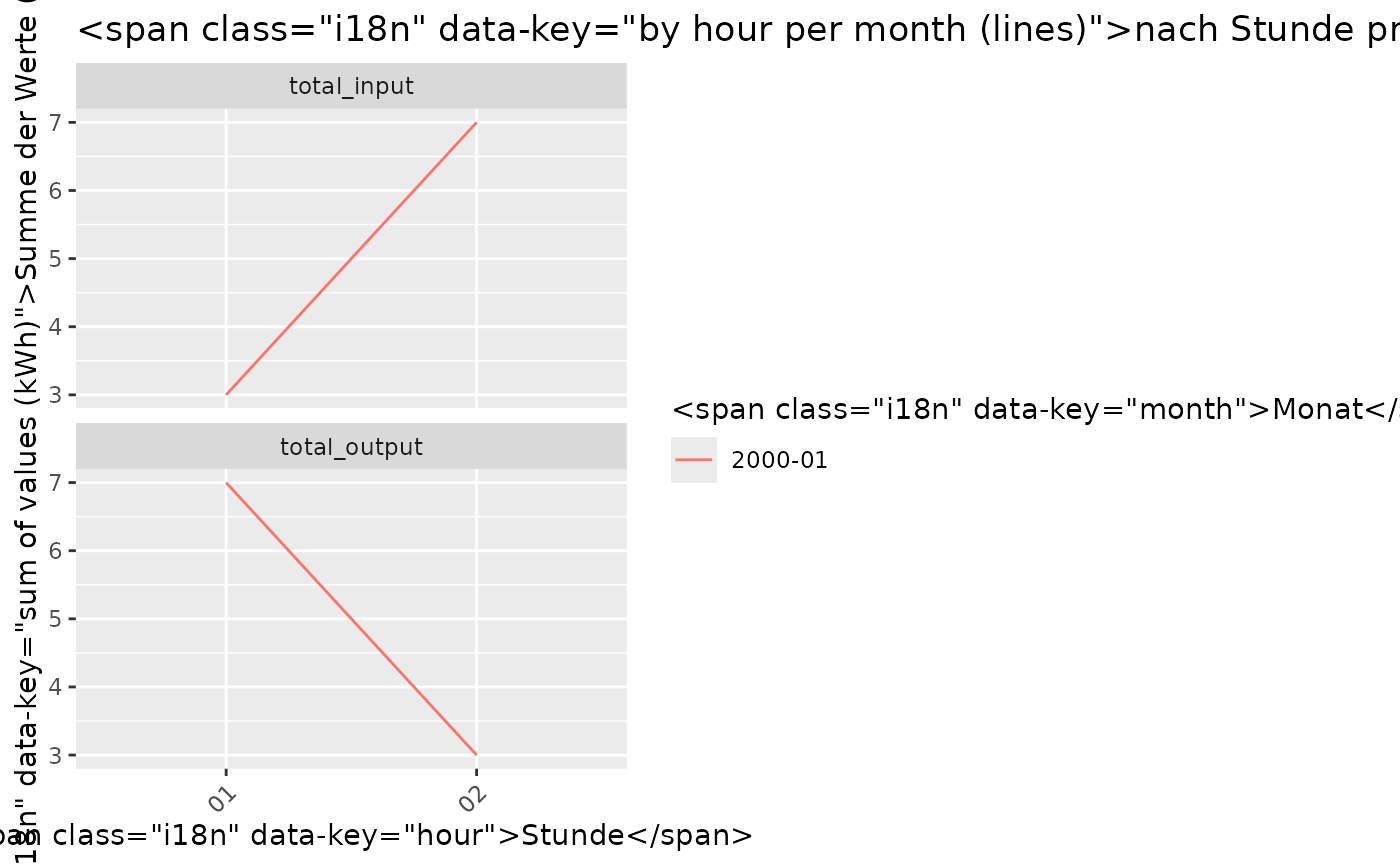 <span class="i18n" data-key="by hour per month (lines)">nach Stunde
total_input
7
6
5
4
3
total_output
7
6
5
4
3
01
02
class="i18n" data-key="hour">Stunde</span>
data-key="sum of values (kWh)">Summe der Werte
<span class="i18n" data-key="month">Monat</
2000-01